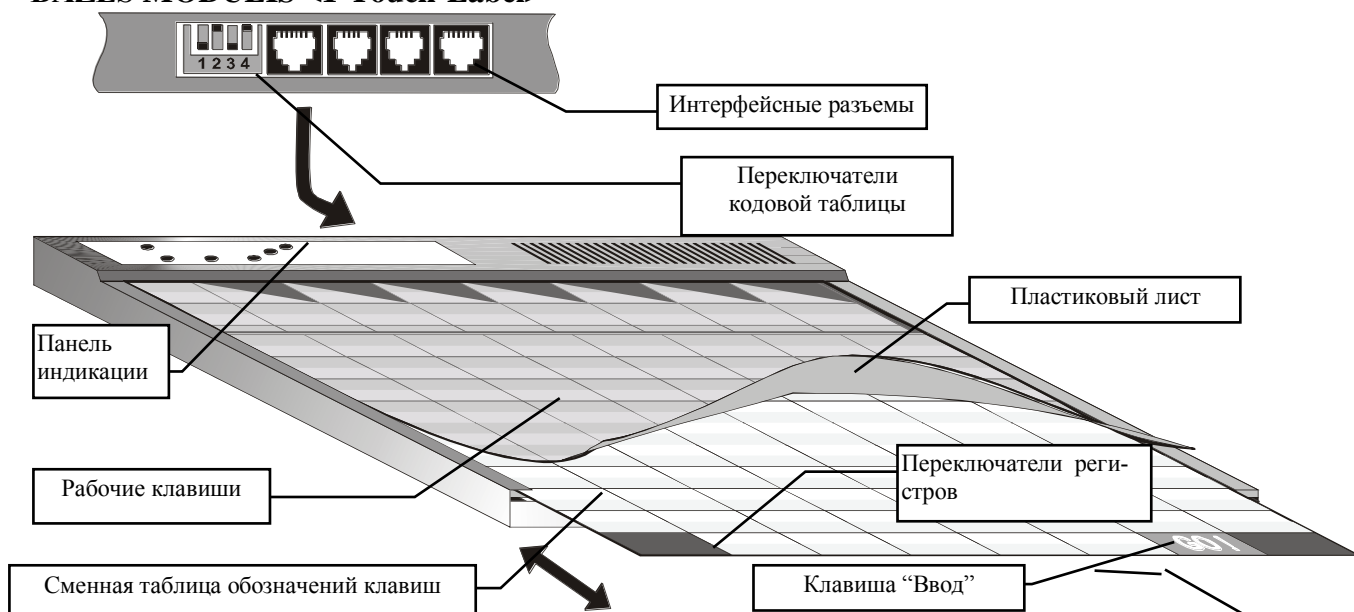 1 2 3 4
Интерфейсные разъемы
Переключатели
кодовой таблицы
Пластиковый лист
Панель
индикации
Переключатели реги-
стров
Рабочие клавиши
GO!
Сменная таблица обозначений клавиш
Клавиша “Ввод”